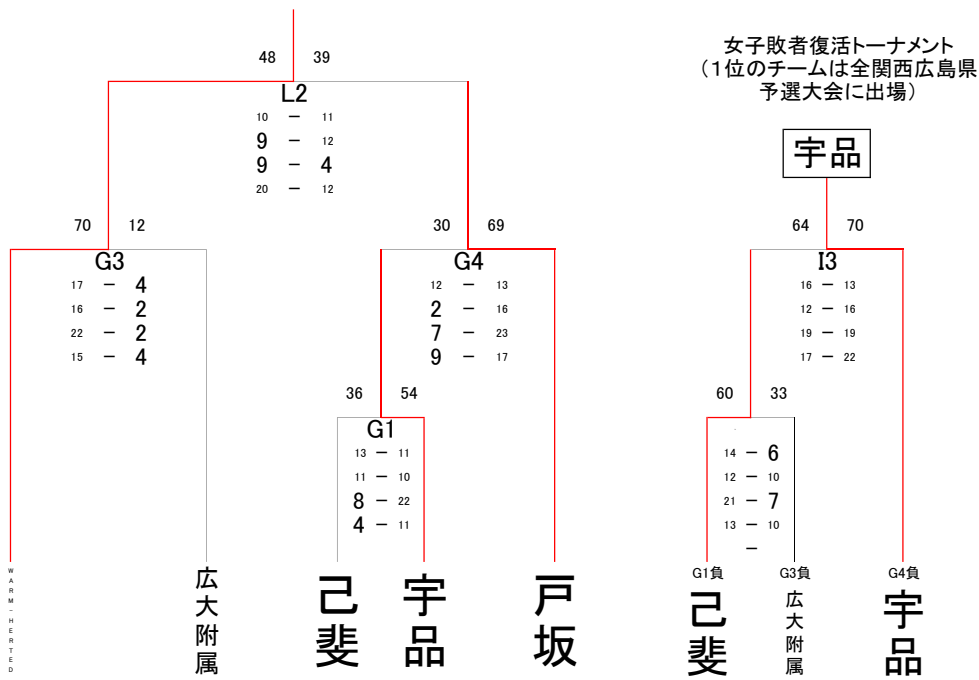 48 39
L2
10 － 11
9 － 12
9 － 4
20 － 12
女子敗者復活トーナメント
（１位のチームは全関西広島県
予選大会に出場）
宇品
70 12
G3
17 － 4
16 － 2
22 － 2
15 － 4
30 69
G4
12 － 13
2 － 16
7 － 23
9 － 17
64 70
I3
16 － 13
12 － 16
19 － 19
17 － 22
36 54
G1
13 － 11
11 － 10
8 － 22
4 － 11
60 33
14 － 6
12 － 10
21 － 7
13 － 10
－
WARM-HERTED
広大附属
己斐
宇品
戸坂
G1負
己斐
G3負
広大附属
G4負
宇品